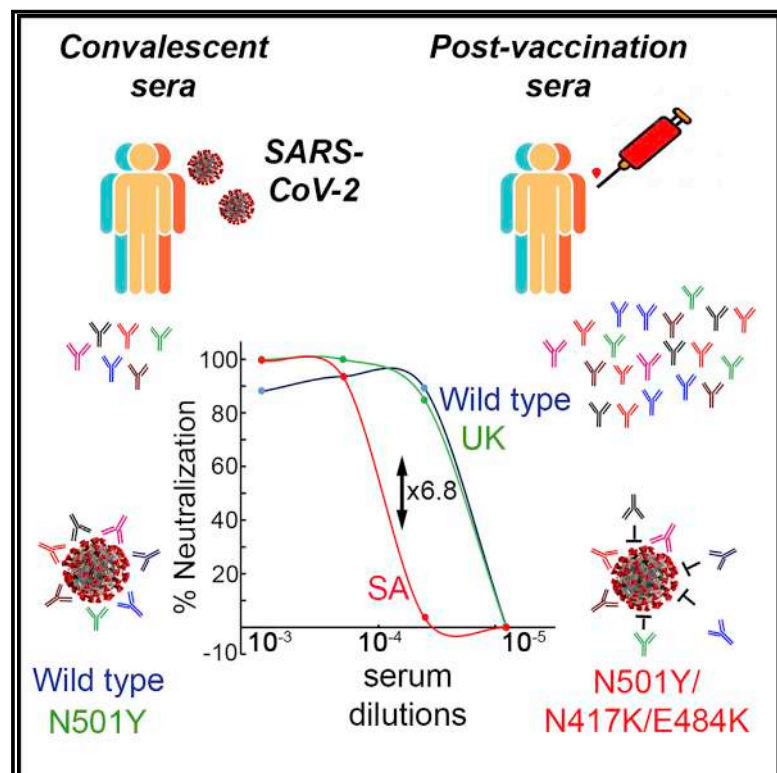 Convalescent
sera
Post-vaccination
sera
SARS-
CoV-2
% Neutralization
100
80
60
40
20
-10
10⁻³
10⁻⁴
10⁻⁵
serum
dilutions
Wild type
UK
x6.8
SA
Wild type
N501Y
N501Y/
N417K/E484K